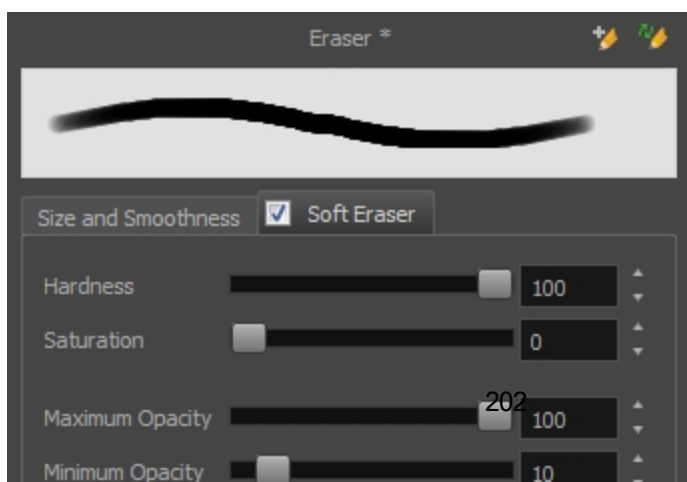 Eraser *
Size and Smoothness Soft Eraser
Hardness 100
Saturation 0
Maximum Opacity 202 100
Minimum Opacity 10